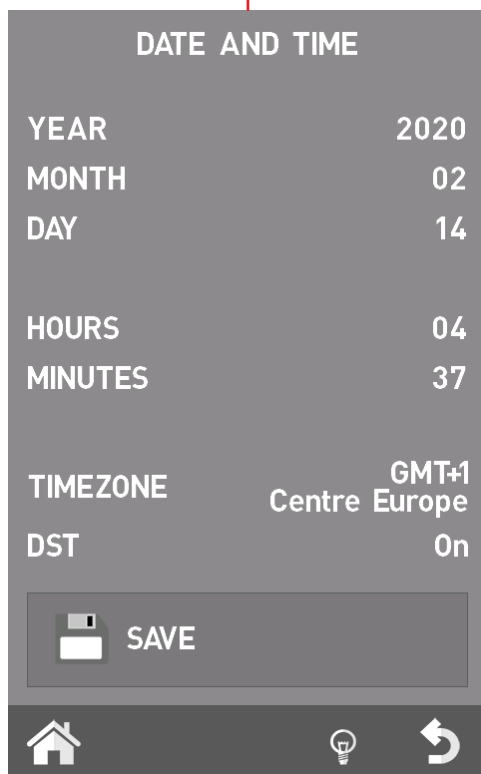 DATE AND TIME
YEAR 2020
MONTH 02
DAY 14
HOURS 04
MINUTES 37
TIMEZONE GMT+1
Centre Europe
DST On
SAVE